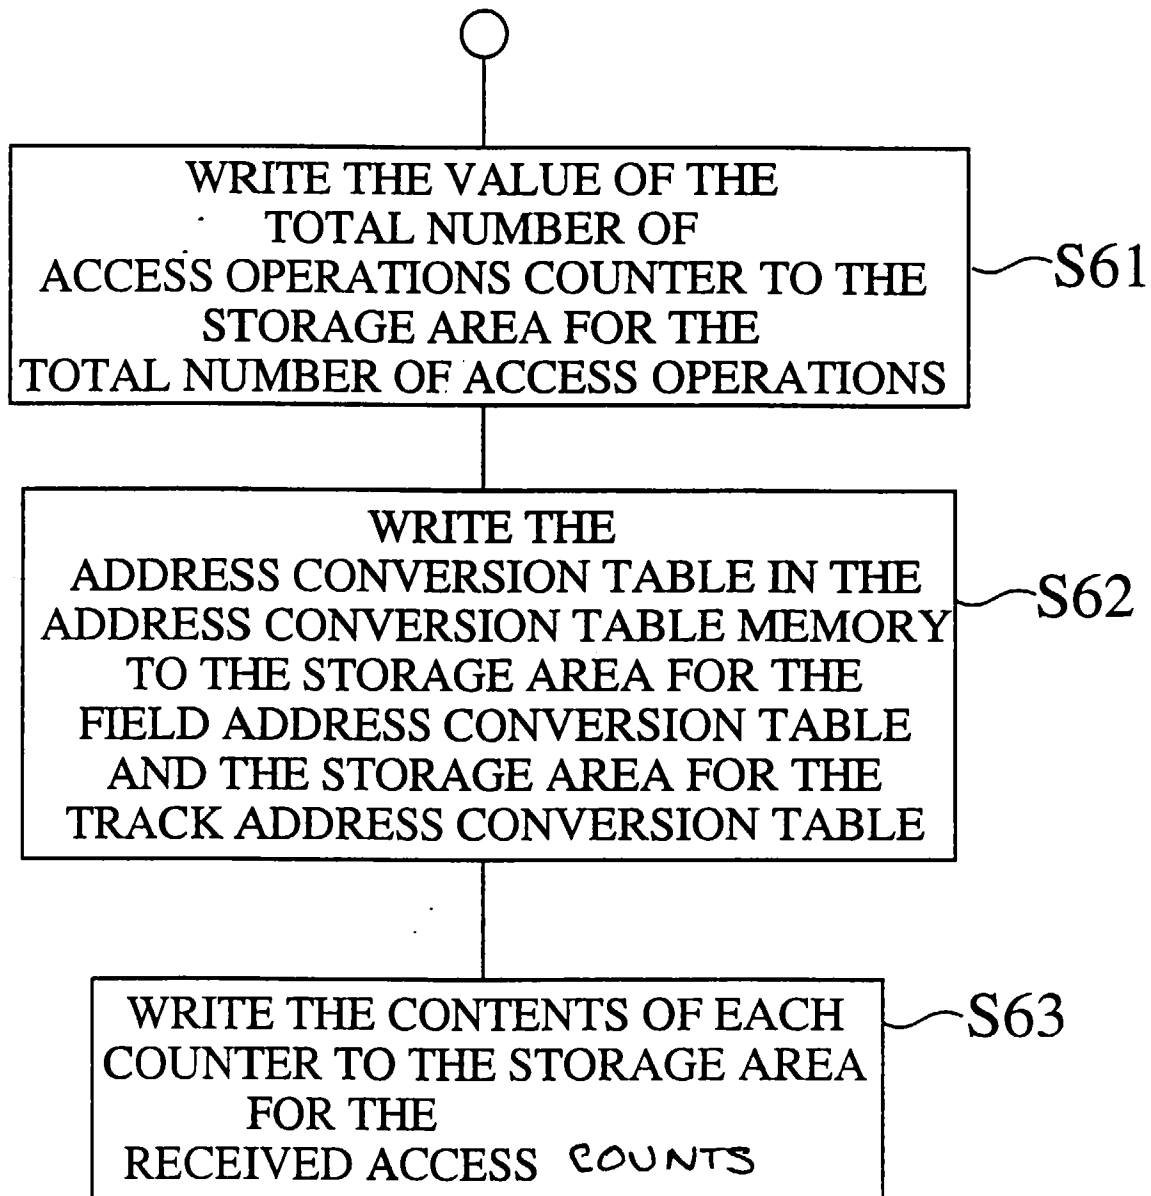 WRITE THE VALUE OF THE
TOTAL NUMBER OF
ACCESS OPERATIONS COUNTER TO THE
STORAGE AREA FOR THE
TOTAL NUMBER OF ACCESS OPERATIONS
S61
WRITE THE
ADDRESS CONVERSION TABLE IN THE
ADDRESS CONVERSION TABLE MEMORY
TO THE STORAGE AREA FOR THE
FIELD ADDRESS CONVERSION TABLE
AND THE STORAGE AREA FOR THE
TRACK ADDRESS CONVERSION TABLE
S62
WRITE THE CONTENTS OF EACH
COUNTER TO THE STORAGE AREA
FOR THE
RECEIVED ACCESS COUNTS
S63